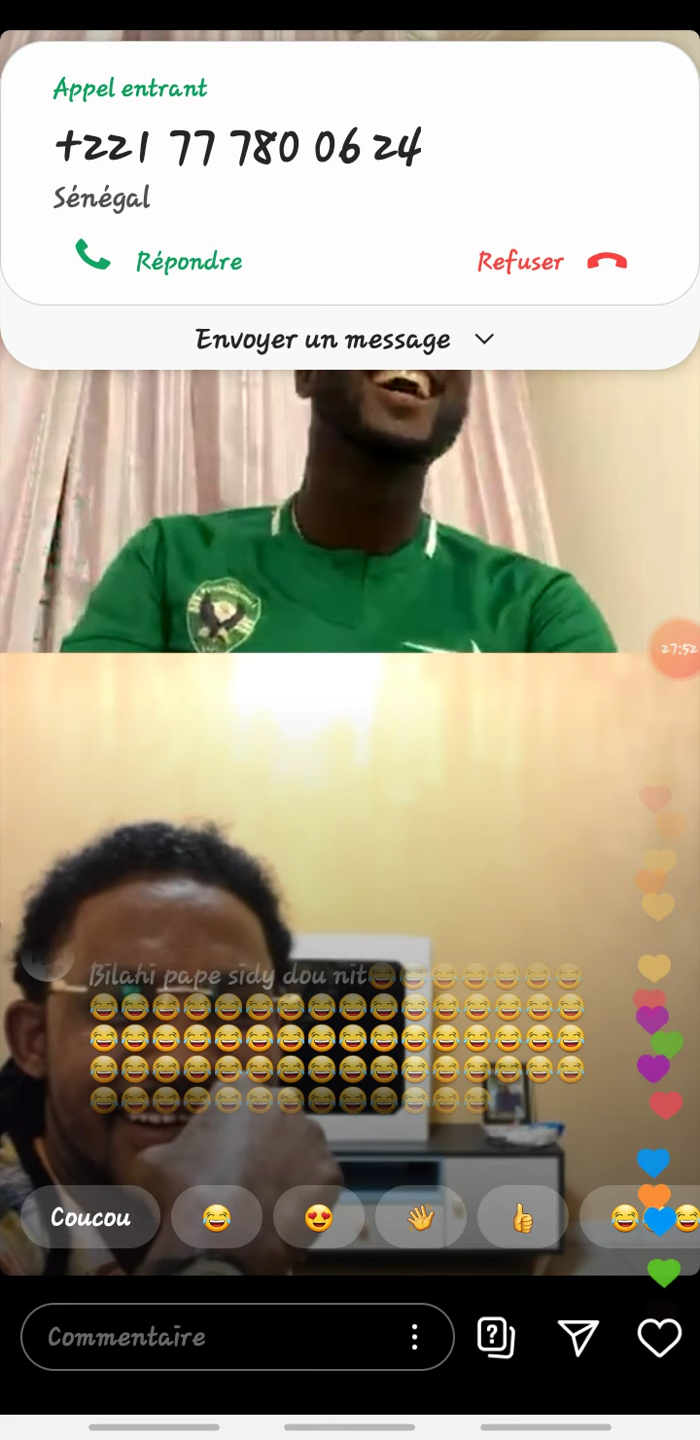 Appel entrant
+221 77 780 06 24
Sénégal
Répondre Refuser
Envoyer un message
27:52
Bilahi pape sidy dou nit😂😂😂😂😂😂😂
😂😂😂😂😂😂😂😂😂😂😂😂😂😂😂😂
😂😂😂😂😂😂😂😂😂😂😂😂😂😂😂😂
😂😂😂😂😂😂😂😂😂😂😂😂😂😂😂😂
😂😂😂😂😂😂😂😂😂😂😂😂😂
Coucou 😂 😍 👋 👍 😂 😂
Commentaire